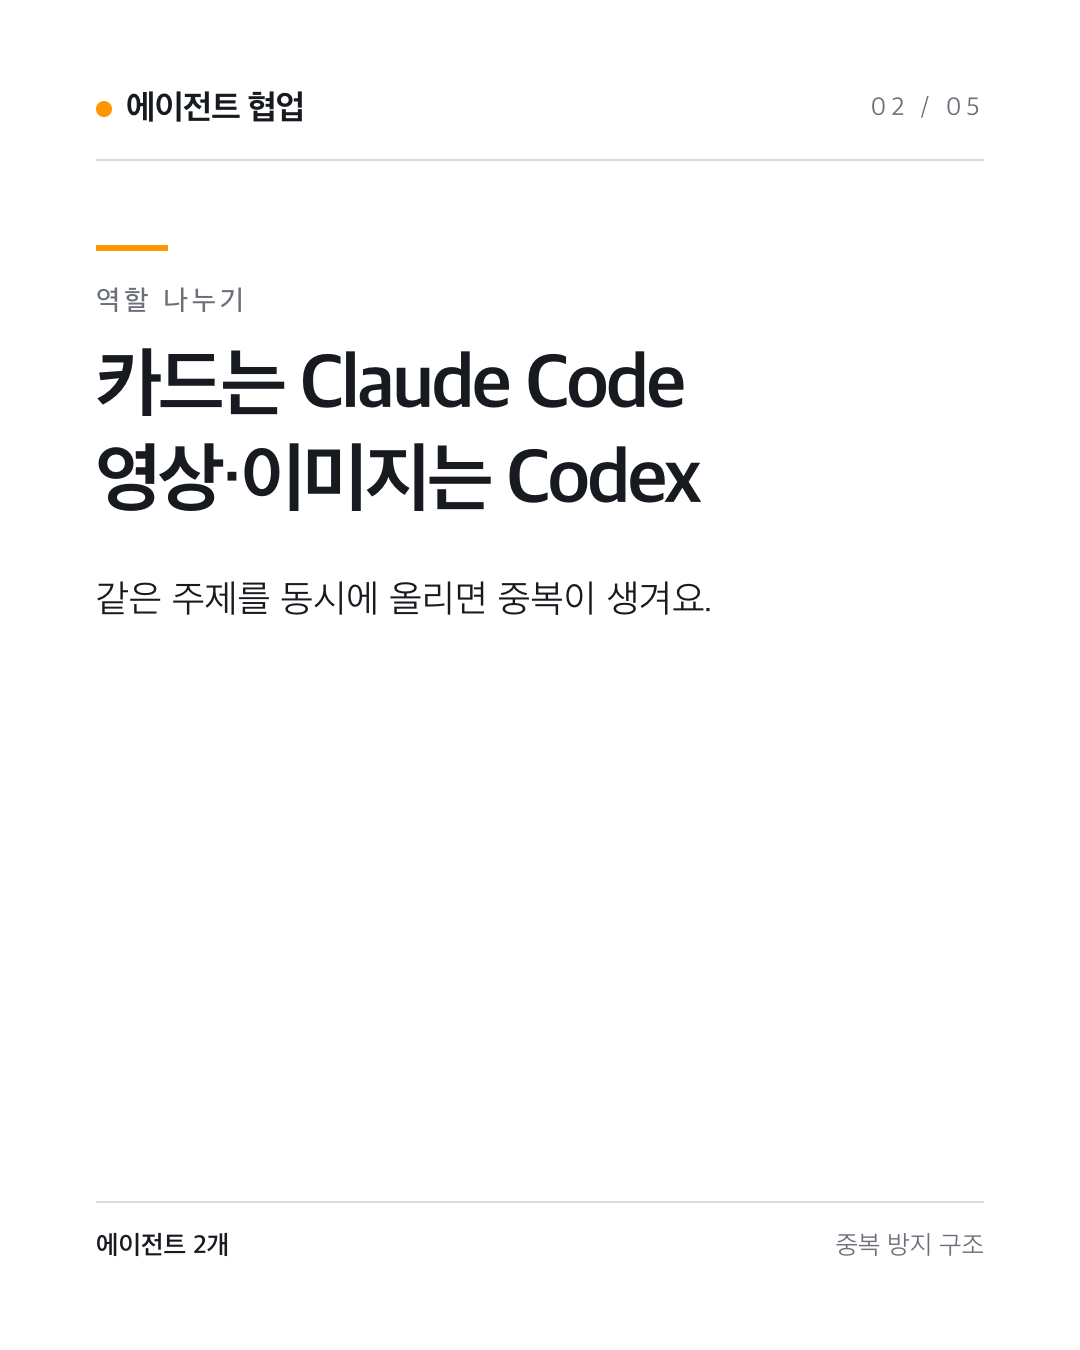 에이전트 협업
02 / 05
역할 나누기
카드는 Claude Code
영상·이미지는 Codex
같은 주제를 동시에 올리면 중복이 생겨요.
에이전트 2개
중복 방지 구조